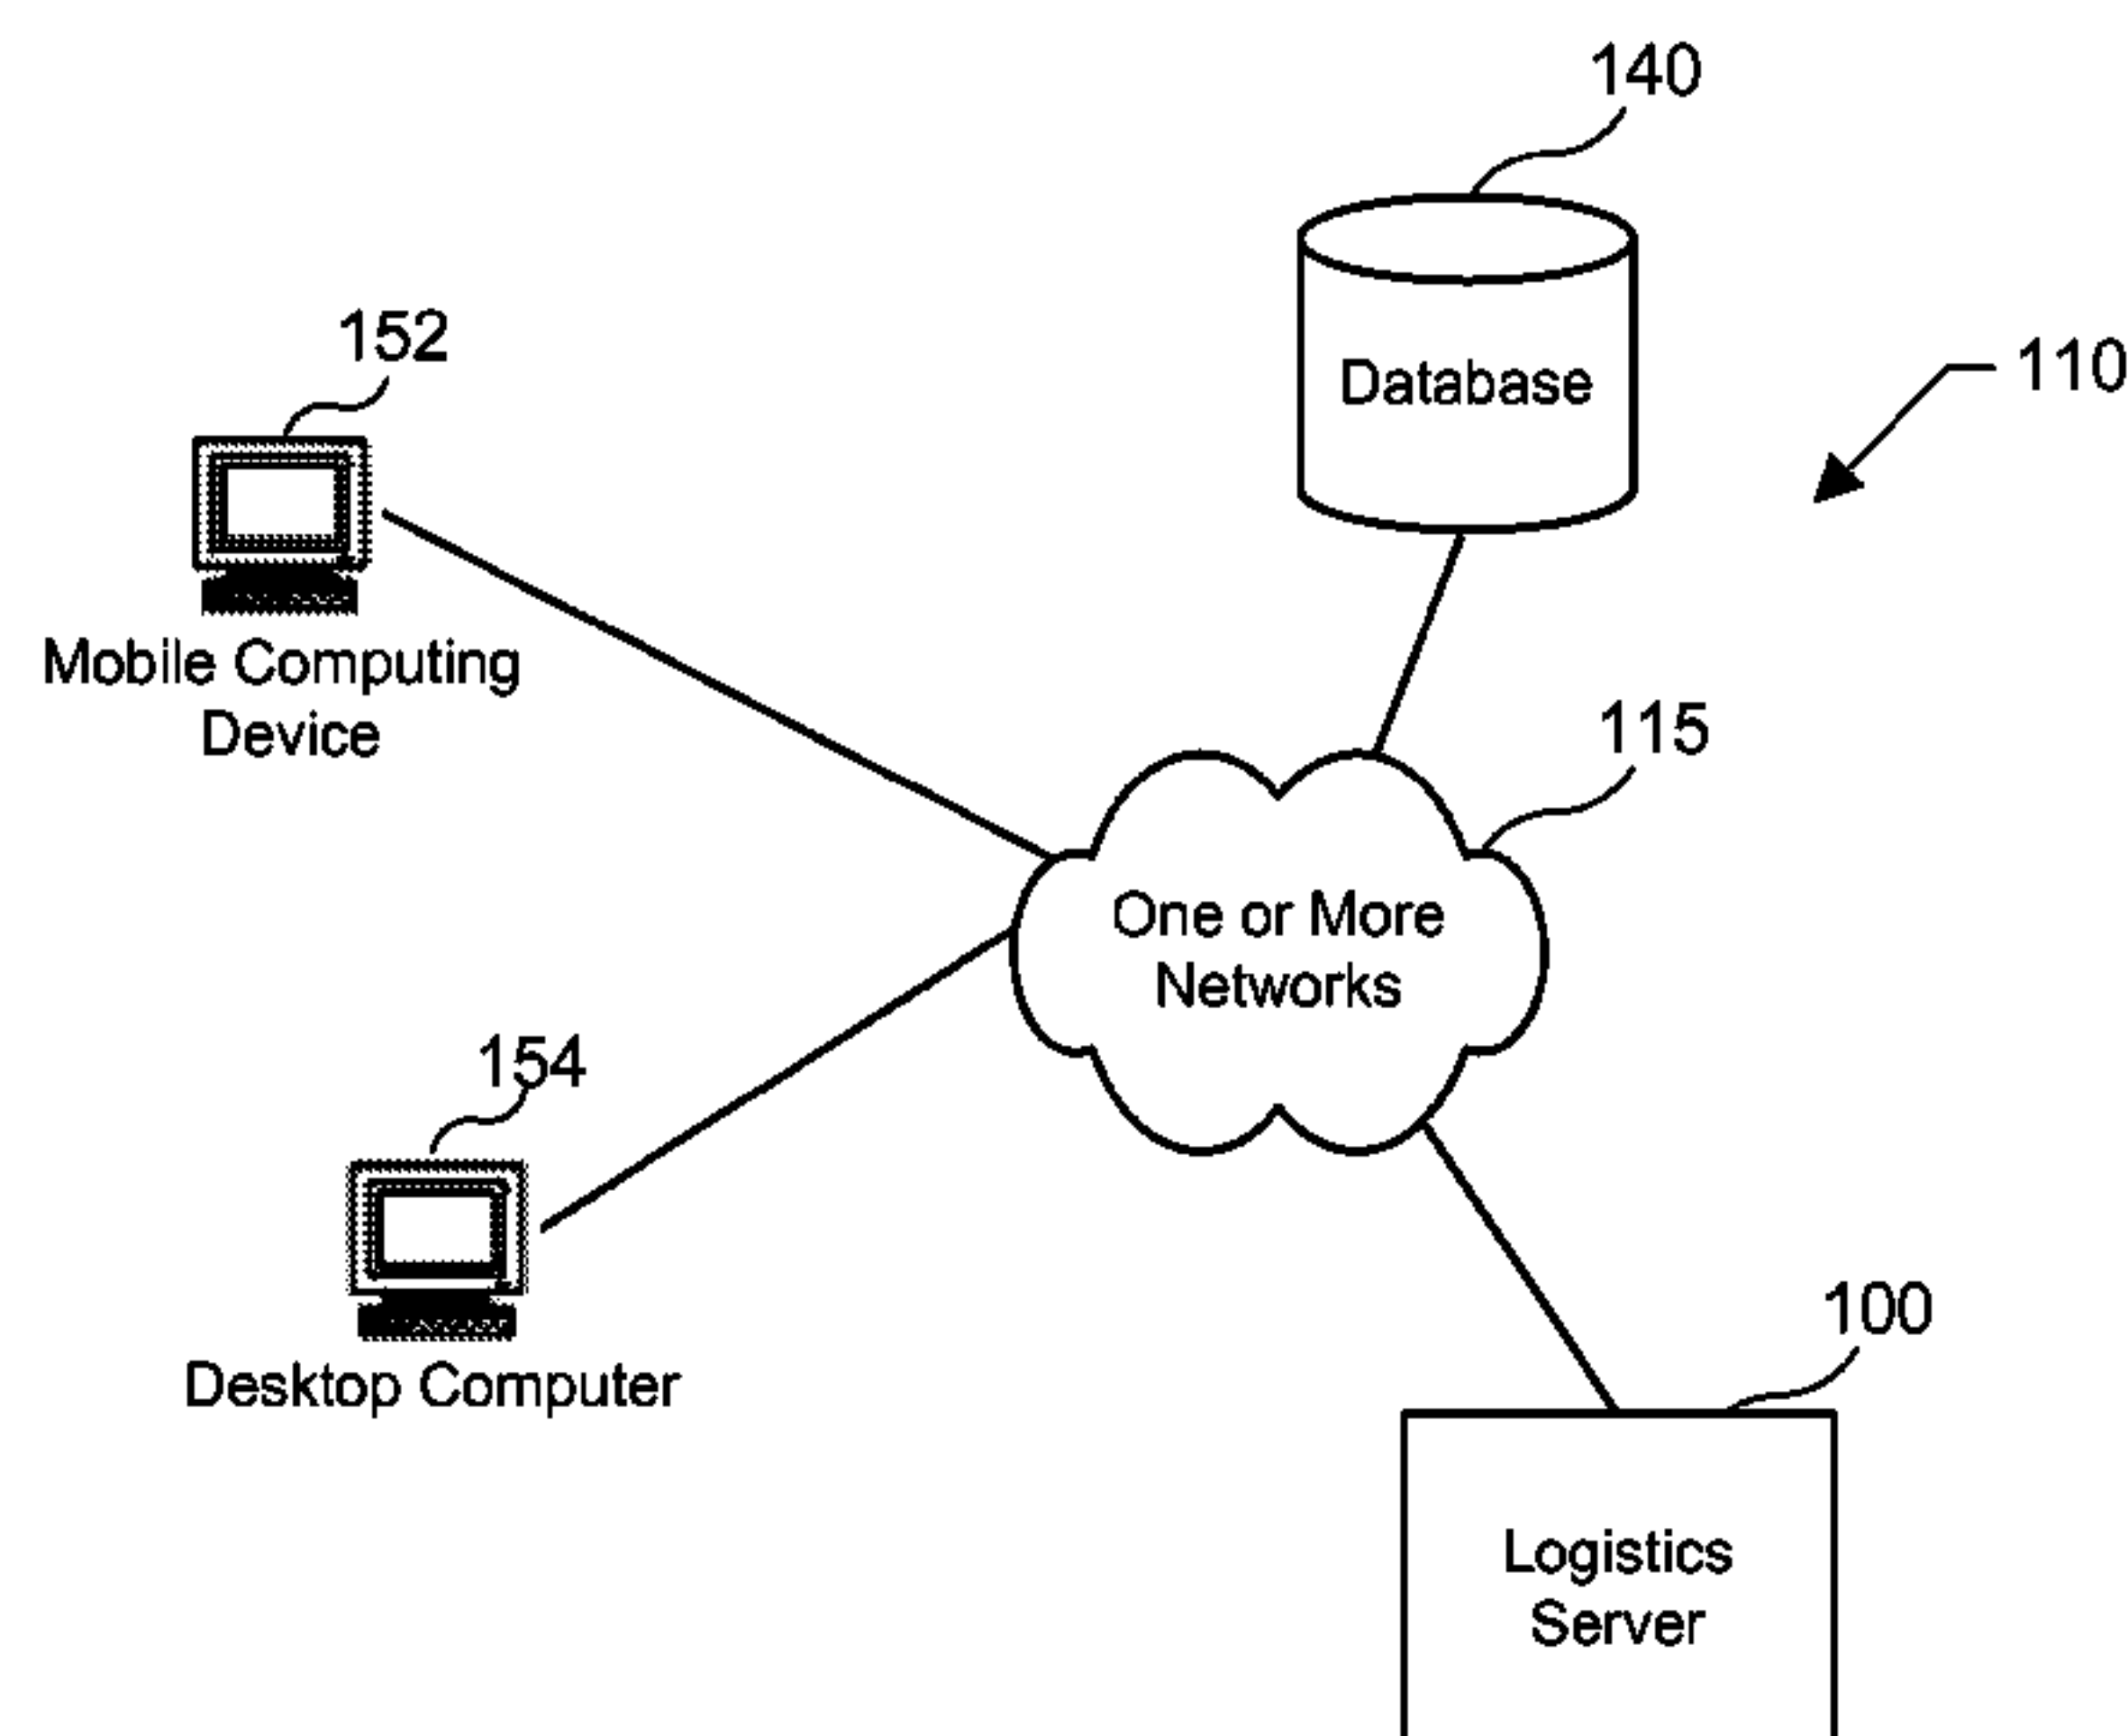 140
152
Database
110
Mobile Computing
Device
115
One or More
Networks
154
Desktop Computer
100
Logistics
Server